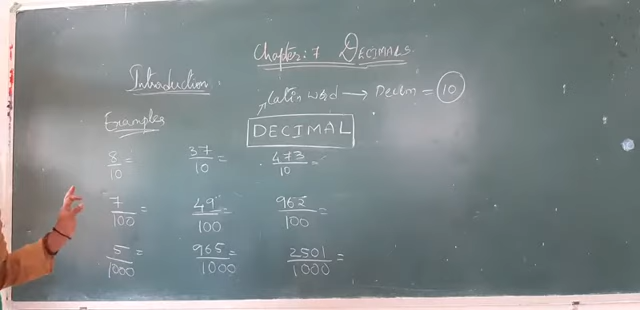 Chapter: 7 DECIMALS
Introduction
Latin word → Decem = 10
Examples
DECIMAL
8/10 = 37/10 = 473/10 =
7/100 = 49/100 = 962/100 =
5/1000 = 965/1000 = 2501/1000 =